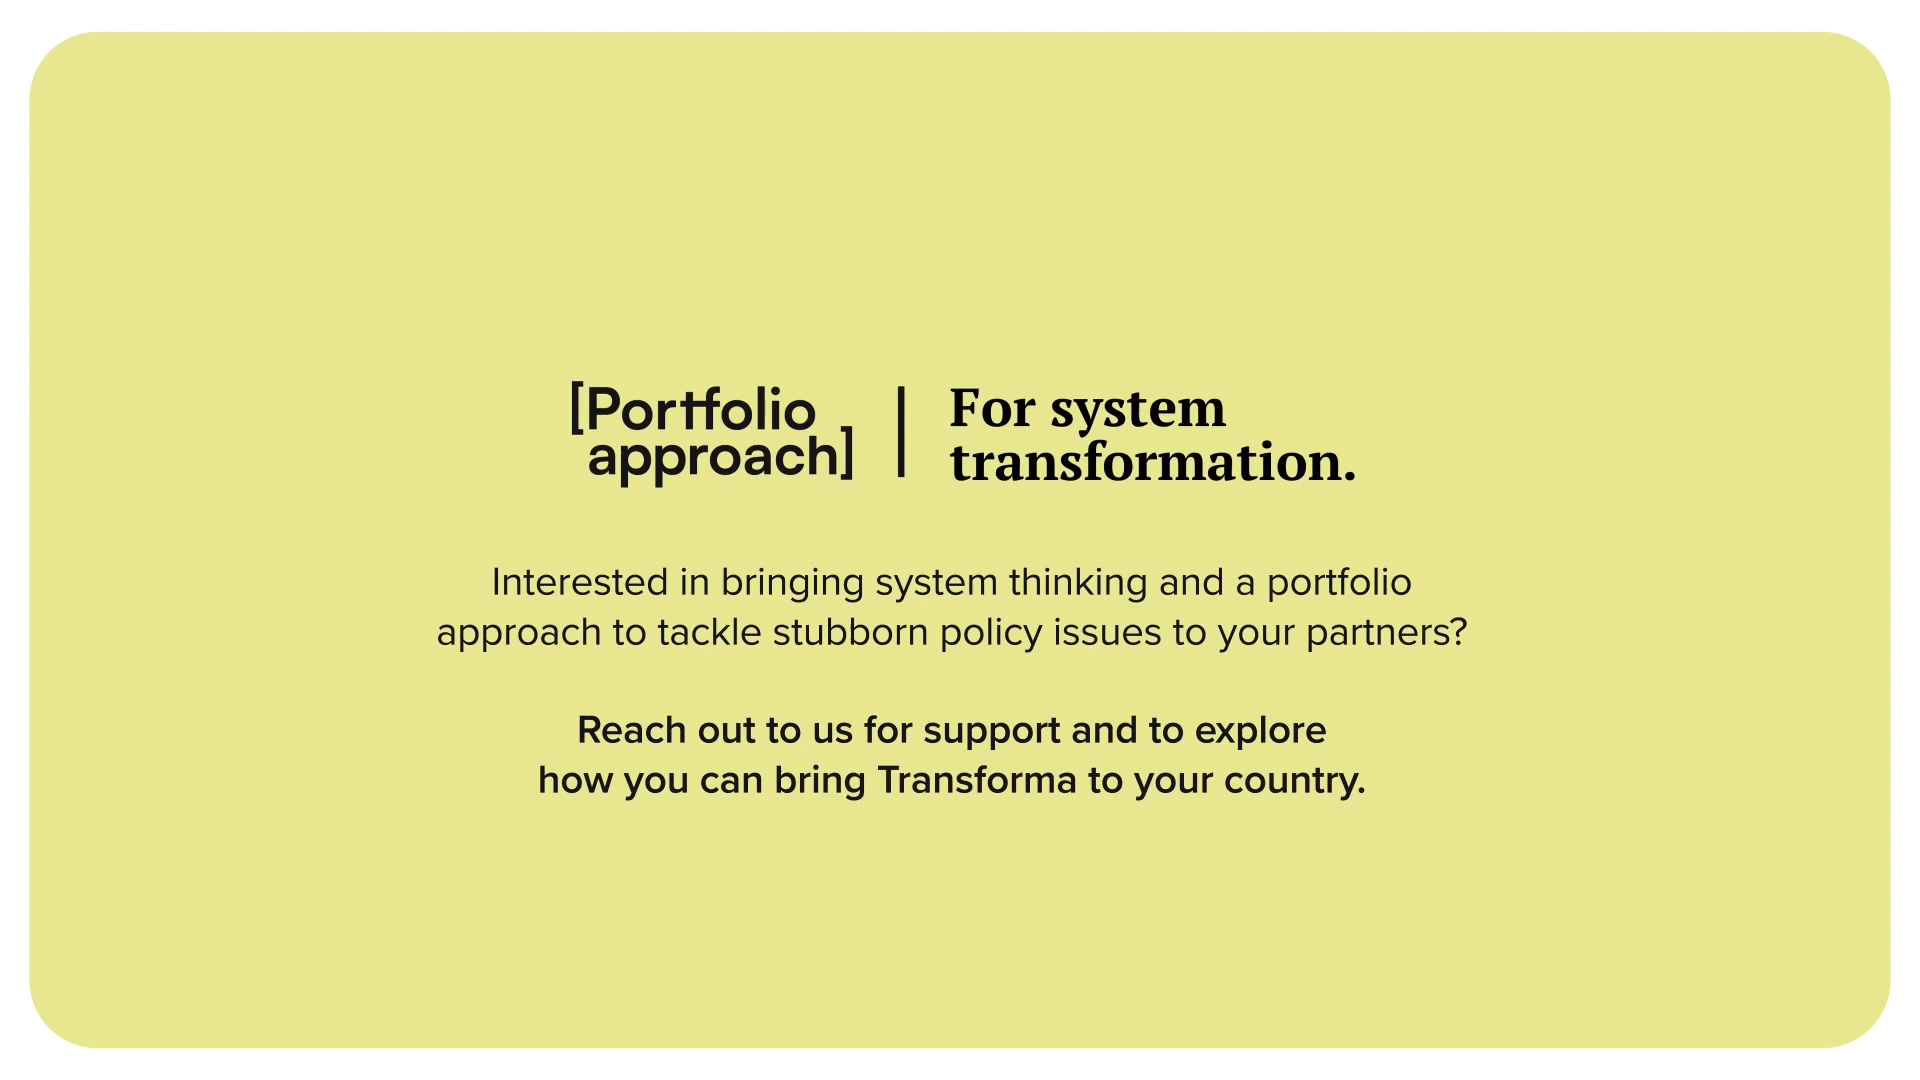 [Portfolio
approach]
For system
transformation.
Interested in bringing system thinking and a portfolio
approach to tackle stubborn policy issues to your partners?
Reach out to us for support and to explore
how you can bring Transforma to your country.